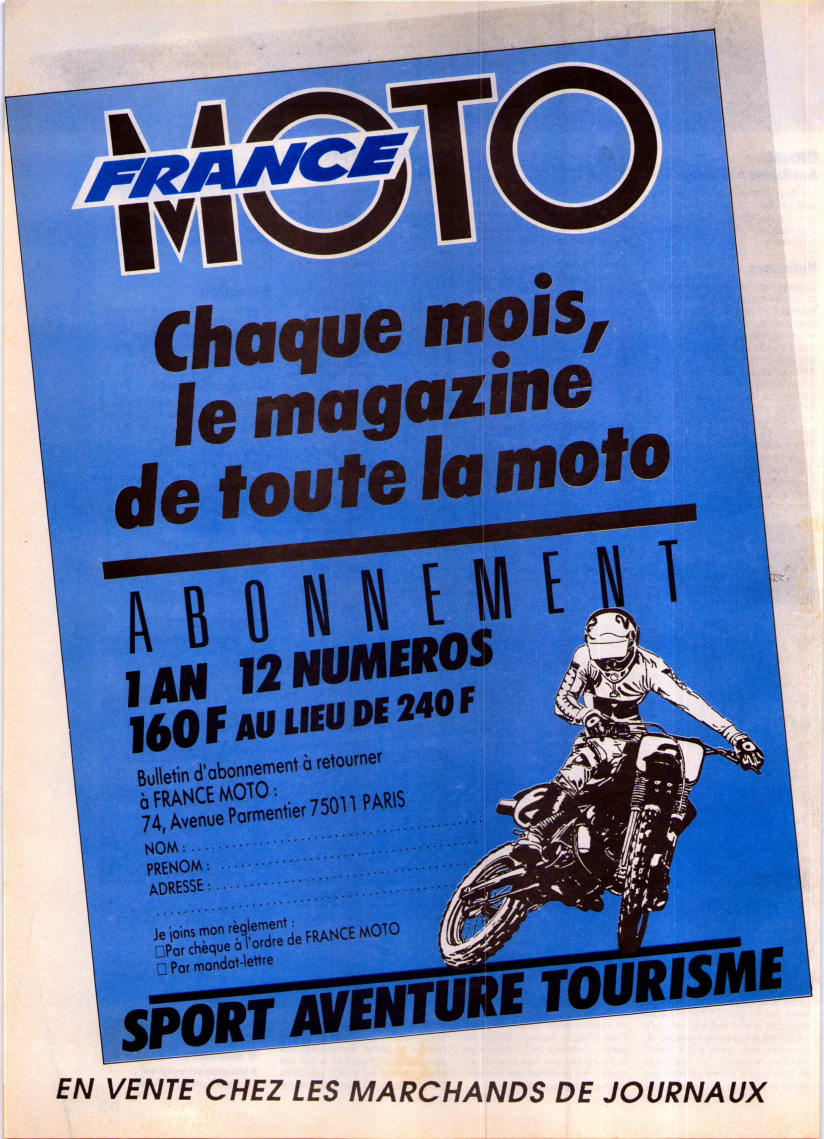 MOTO
FRANCE
Chaque mois,
le magazine
de toute la moto
ABONNEMENT
1 AN 12 NUMEROS
160 F AU LIEU DE 240 F
Bulletin d'abonnement à retourner
à FRANCE MOTO :
74, Avenue Parmentier 75011 PARIS
NOM : ..........................................
PRENOM : ..........................................
ADRESSE : ..........................................
..........................................
Je joins mon règlement :
□Par chèque à l'ordre de FRANCE MOTO
□ Par mandat-lettre
2
2
SPORT AVENTURE TOURISME
EN VENTE CHEZ LES MARCHANDS DE JOURNAUX